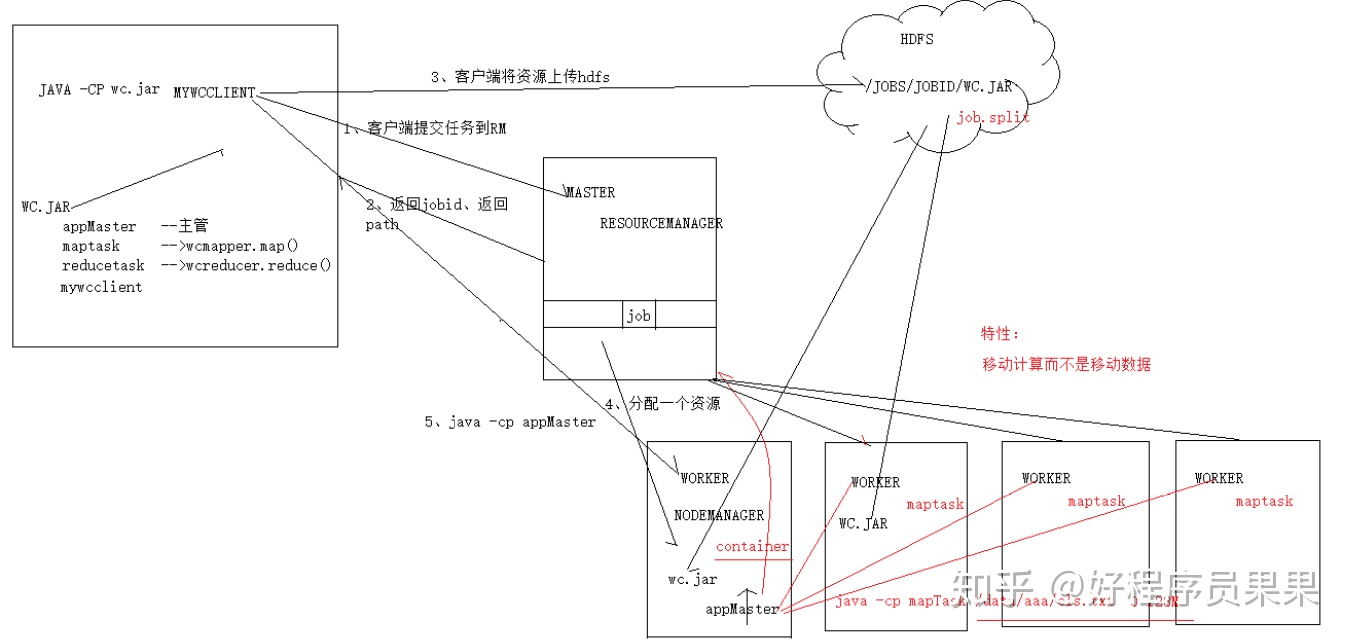 HDFS
3、客户端将资源上传hdfs
JAVA -CP wc.jar MYWCCLIENT
/JOBS/JOBID/WC.JAR
job.split
1、客户端提交任务到RM
MASTER
RESOURCEMANAGER
2、返回jobid、返回
path
WC.JAR
appMaster --主管
maptask -->wcmapper.map()
reducetask -->wcreducer.reduce()
mywcclient
job
特性：
移动计算而不是移动数据
4、分配一个资源
5、java -cp appMaster
WORKER
NODEMANAGER
container
wc.jar
appMaster
WORKER
maptask
WC.JAR
WORKER
maptask
WORKER
maptask
java -cp mapTask /data/aaa/
知乎 @好程序员果果